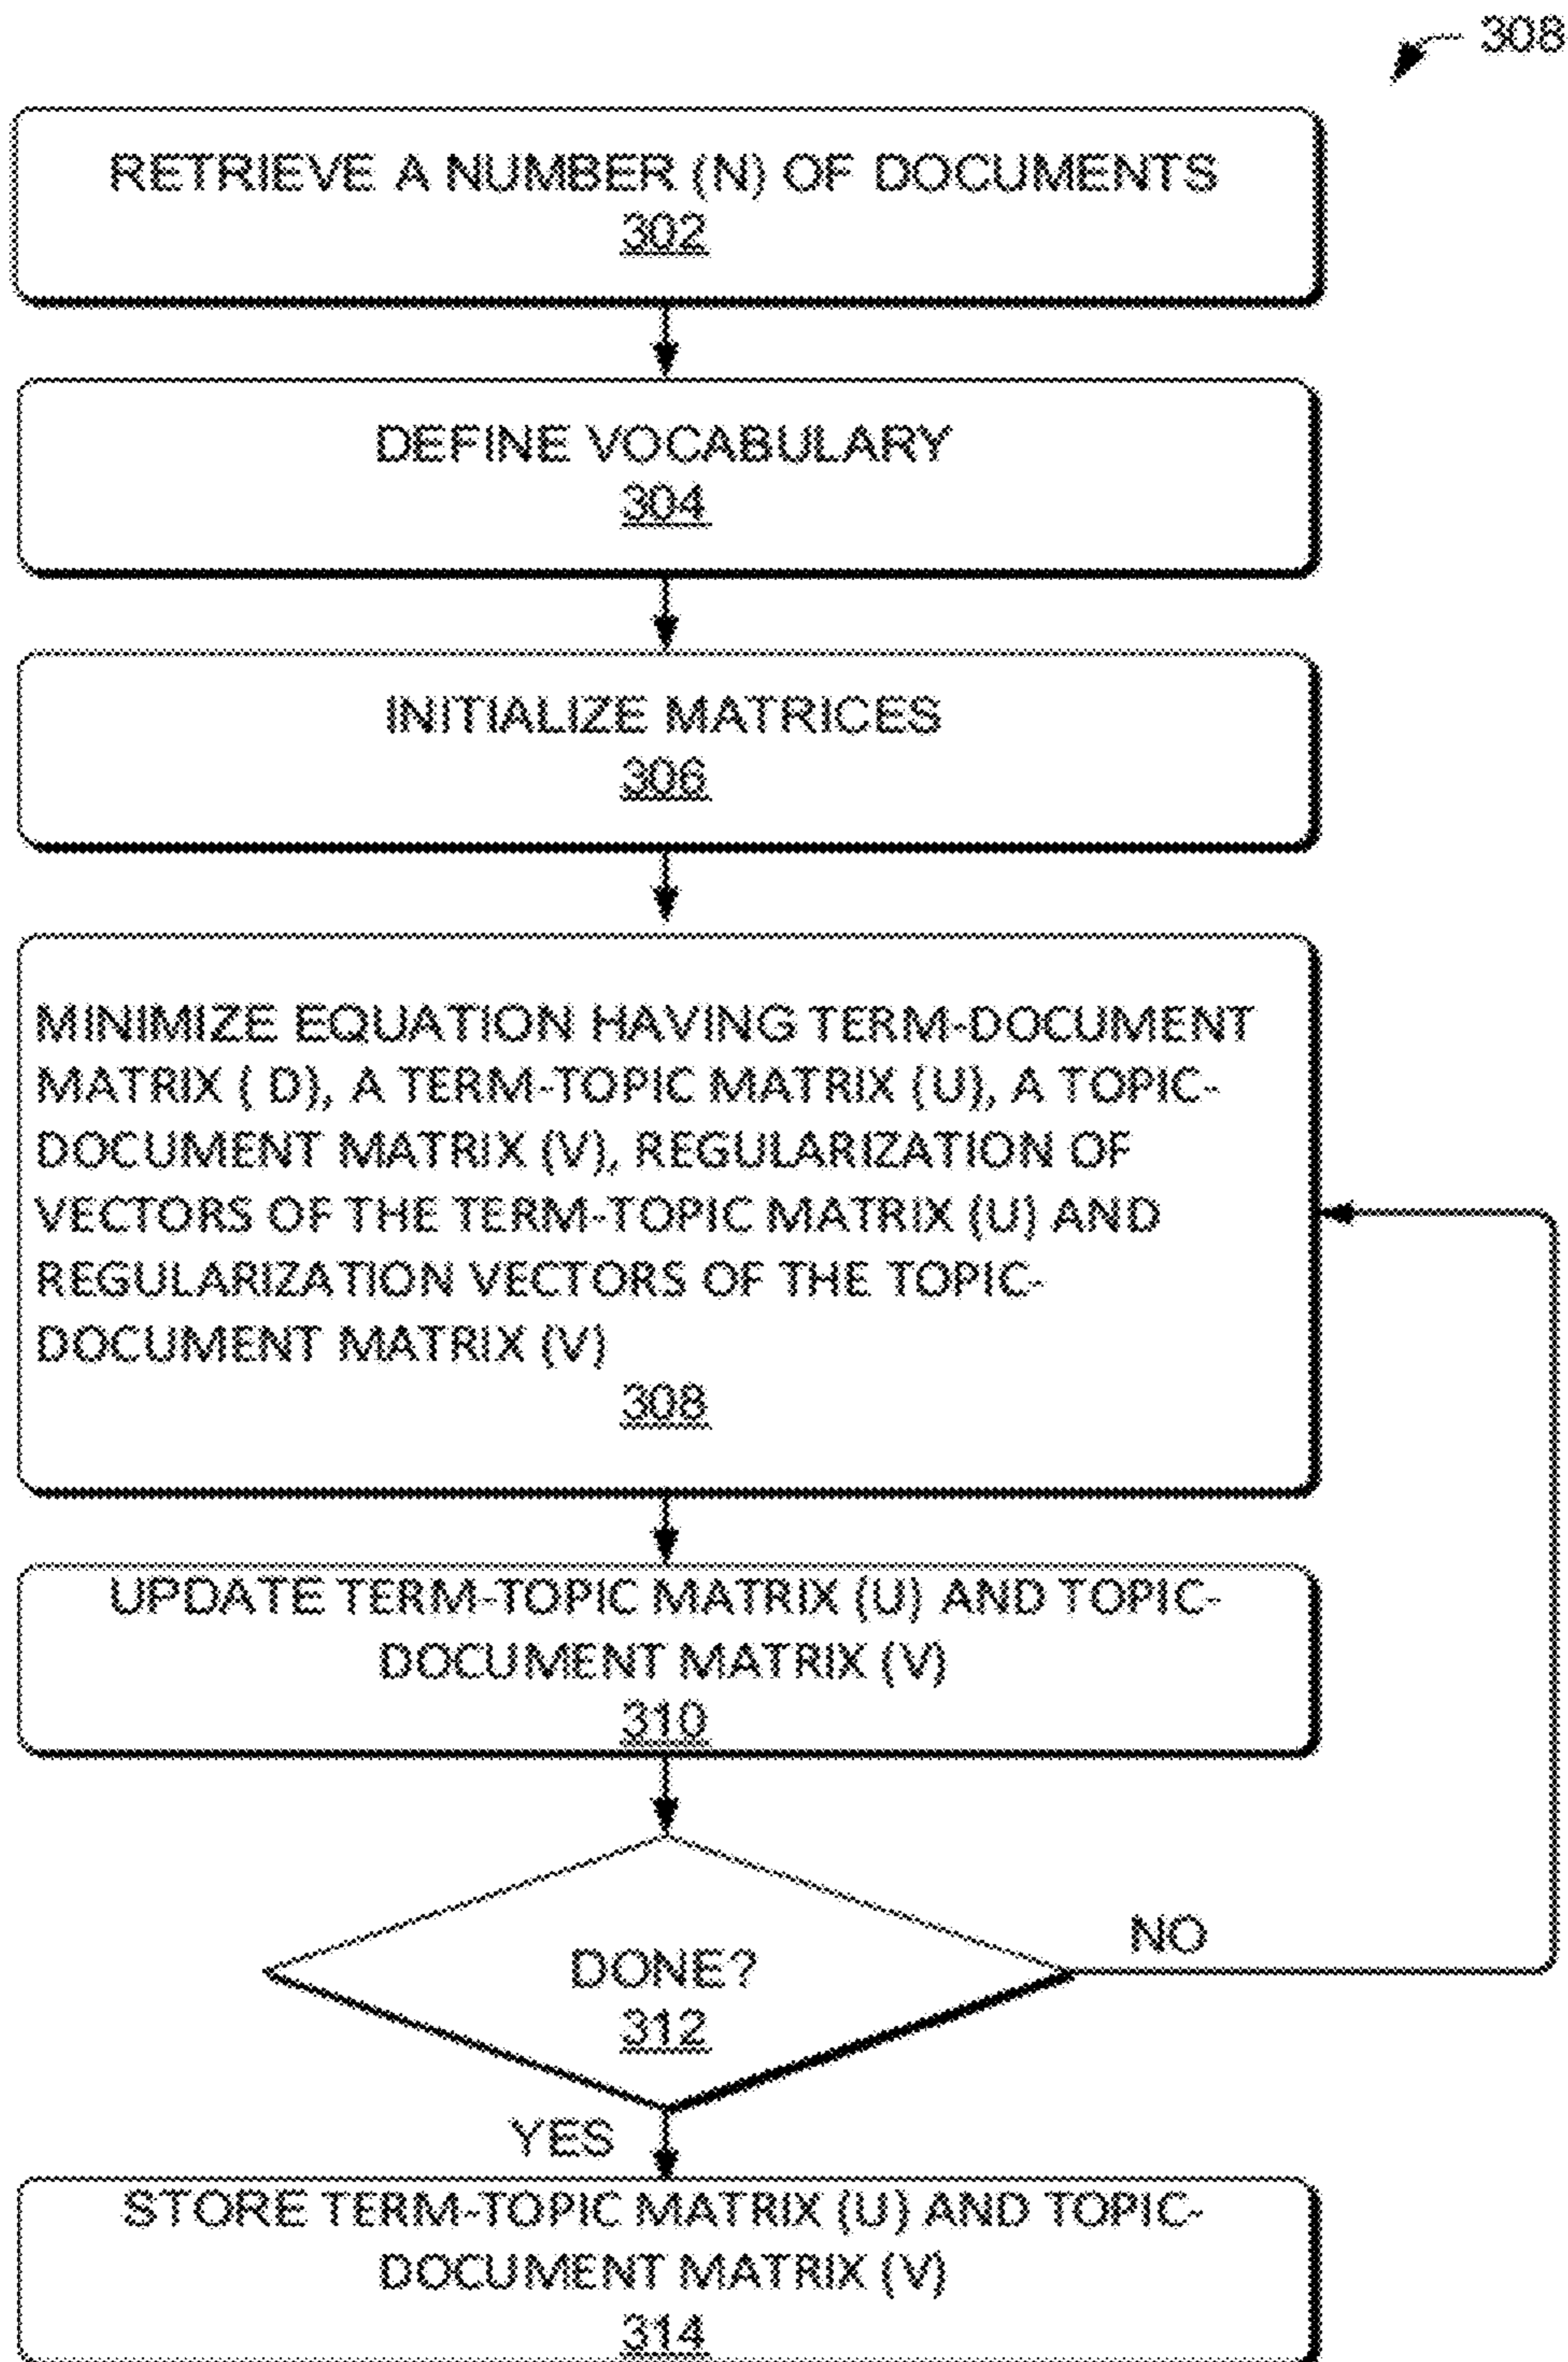 308
RETRIEVE A NUMBER (N) OF DOCUMENTS
302
DEFINE VOCABULARY
304
INITIALIZE MATRICES
306
MINIMIZE EQUATION HAVING TERM-DOCUMENT
MATRIX ( D), A TERM-TOPIC MATRIX (U), A TOPIC-
DOCUMENT MATRIX (V), REGULARIZATION OF
VECTORS OF THE TERM-TOPIC MATRIX (U) AND
REGULARIZATION VECTORS OF THE TOPIC-
DOCUMENT MATRIX (V)
308
UPDATE TERM-TOPIC MATRIX (U) AND TOPIC-
DOCUMENT MATRIX (V)
310
DONE?
312
NO
YES
STORE TERM-TOPIC MATRIX (U) AND TOPIC-
DOCUMENT MATRIX (V)
314